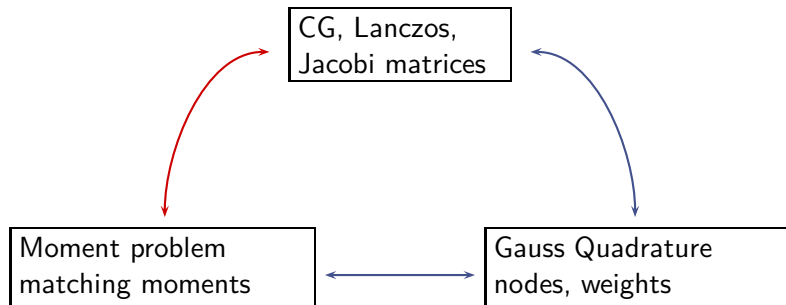 CG, Lanczos,
Jacobi matrices
Moment problem
matching moments
Gauss Quadrature
nodes, weights